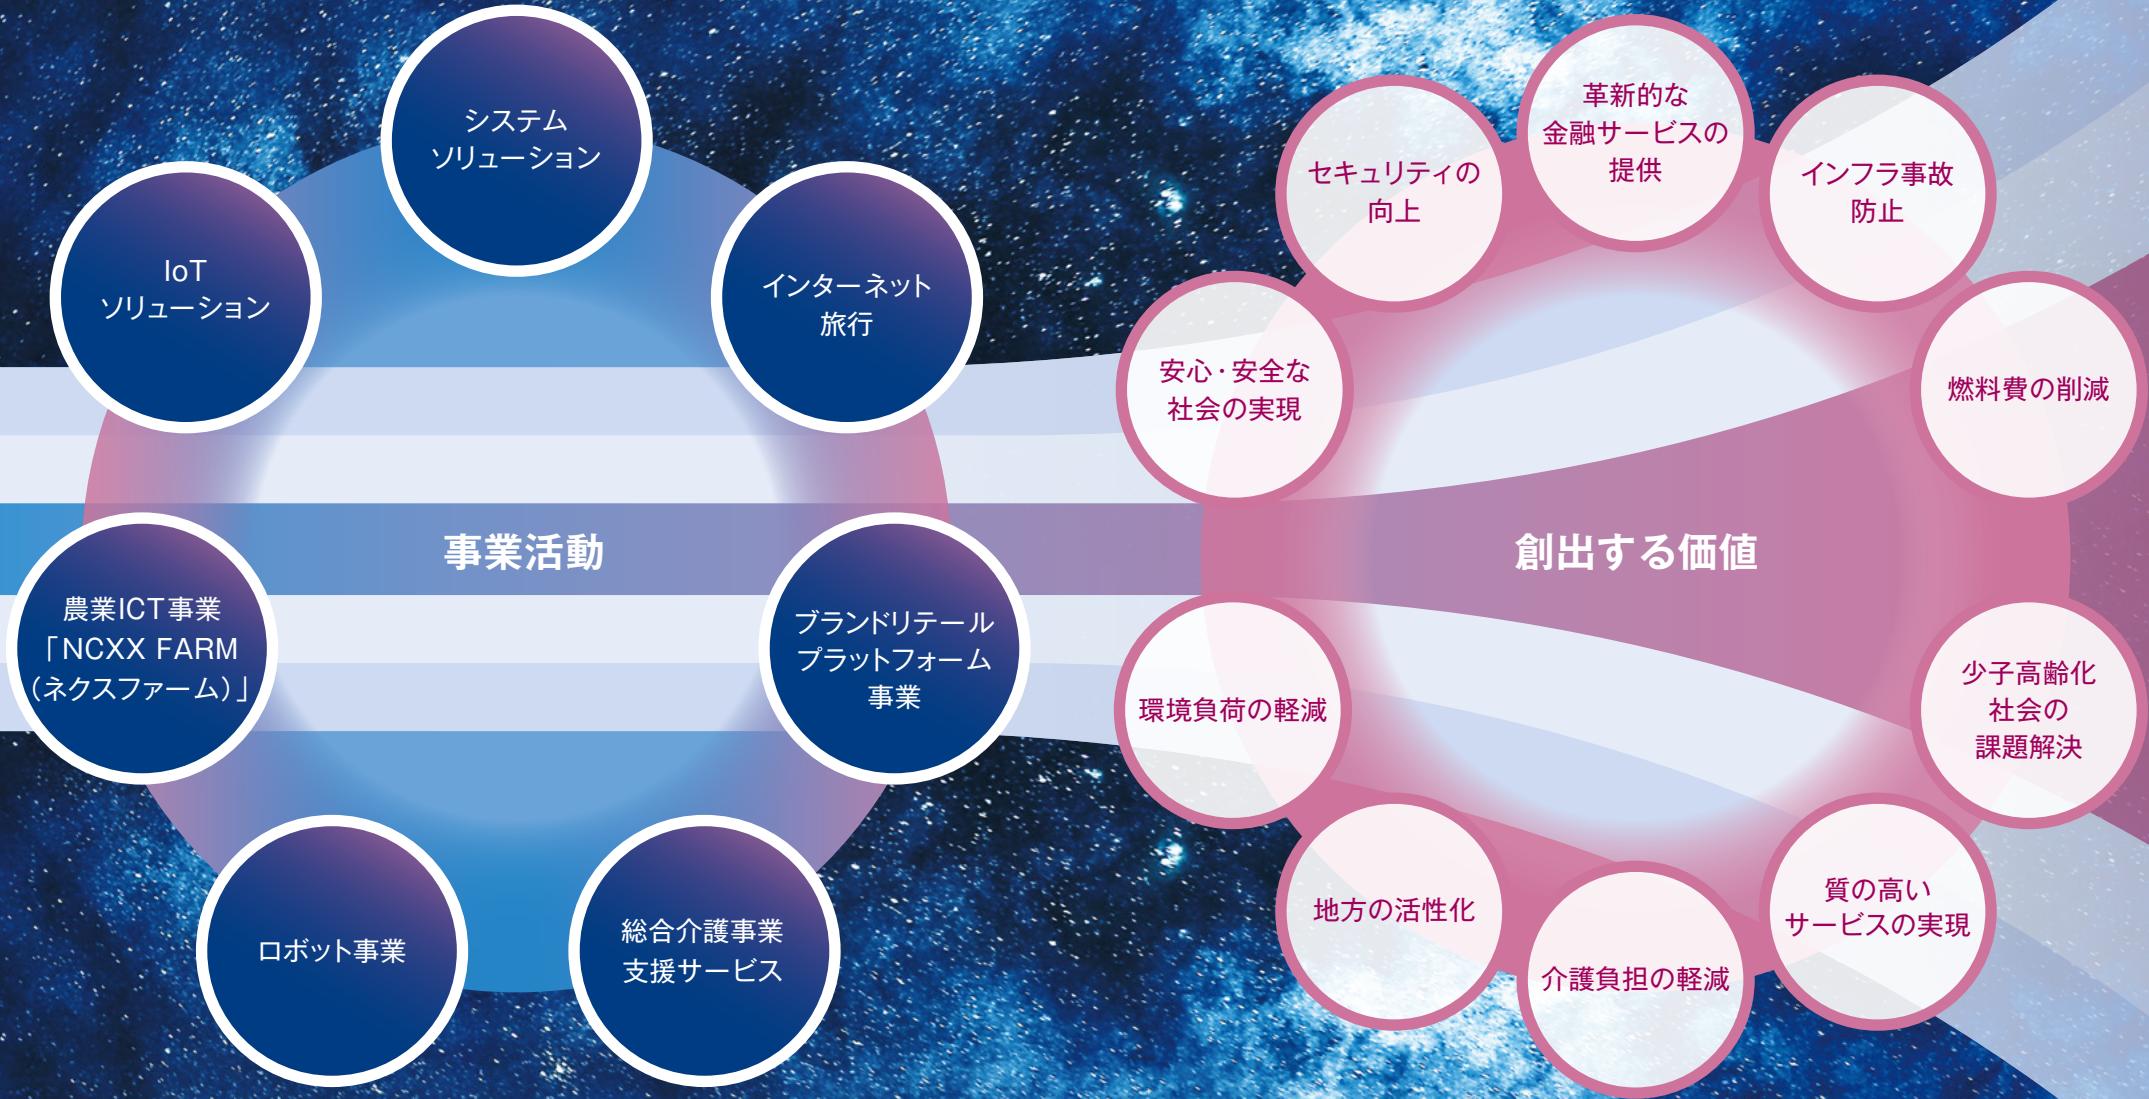 システム
ソリューション
IoT
ソリューション
インターネット
旅行
事業活動
農業ICT事業
「NCXX FARM
（ネクスファーム）」
ブランドリテール
プラットフォーム
事業
ロボット事業
総合介護事業
支援サービス
革新的な
金融サービスの
提供
セキュリティの
向上
インフラ事故
防止
安心・安全な
社会の実現
燃料費の削減
創出する価値
環境負荷の軽減
少子高齢化
社会の
課題解決
地方の活性化
質の高い
サービスの実現
介護負担の軽減